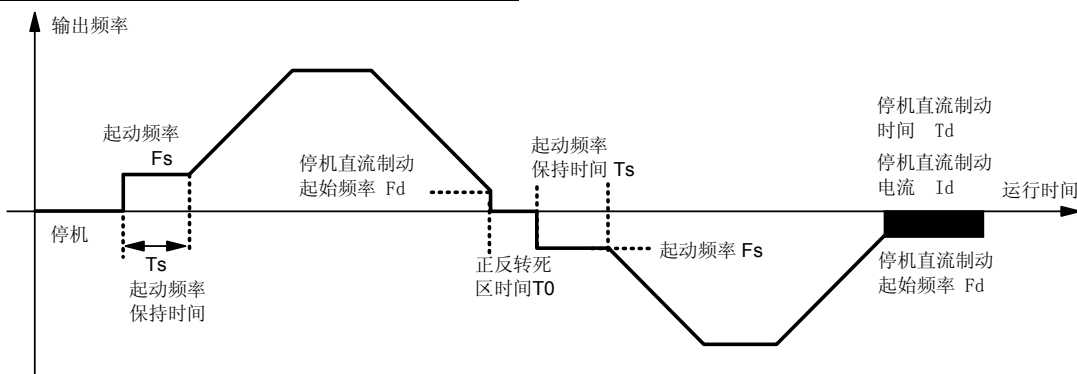 输出频率
起动频率
Fs
停机
Ts
起动频率
保持时间
停机直流制动
起始频率 Fd
正反转死
区时间T0
起动频率
保持时间 Ts
起动频率 Fs
停机直流制动
时间 Td
停机直流制动
电流 Id
运行时间
停机直流制动
起始频率 Fd